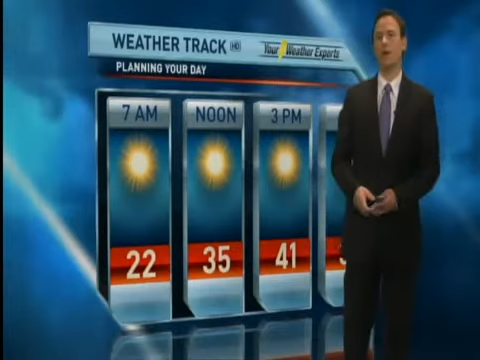 WEATHER TRACK HD
Your Weather Experts
PLANNING YOUR DAY
7 AM NOON 3 PM
22 35 41